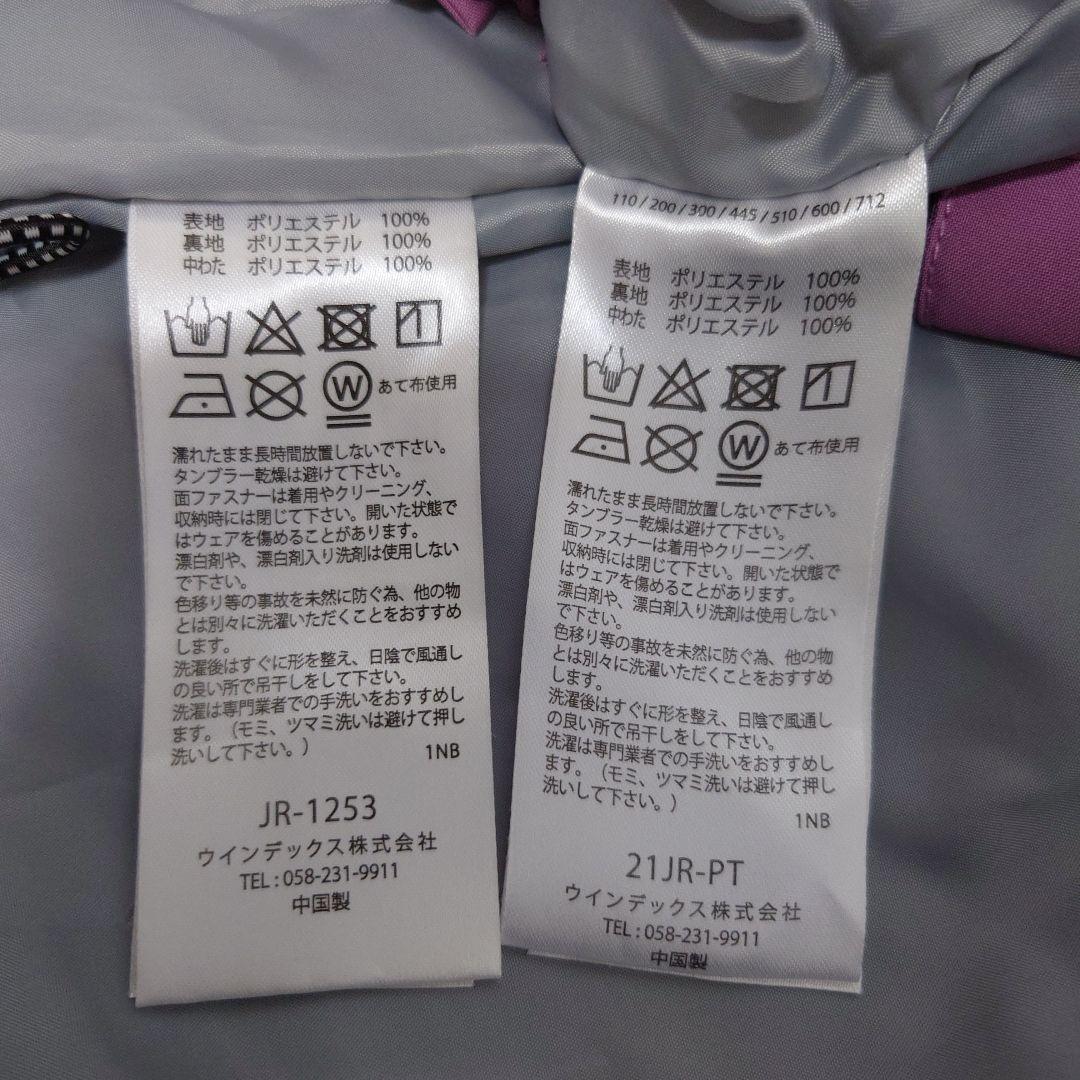 表地 ポリエステル 100%
裏地 ポリエステル 100%
中わた ポリエステル 100%
W あて布使用
濡れたまま長時間放置しないで下さい。
タンブラー乾燥は避けて下さい。
面ファスナーは着用やクリーニング、
収納時には閉じて下さい。開いた状態で
はウェアを傷めることがあります。
漂白剤や、漂白剤入り洗剤は使用しない
で下さい。
色移り等の事故を未然に防ぐ為、他の物
とは別々に洗濯いただくことをおすすめ
します。
洗濯後はすぐに形を整え、日陰で風通し
の良い所で吊干しをして下さい。
洗濯は専門業者での手洗いをおすすめし
ます。（モミ、ツマミ洗いは避けて押し
洗いして下さい。）
1NB
JR-1253
ウインデックス株式会社
TEL : 058-231-9911
中国製
110 / 200 / 300 / 445 / 510 / 600 / 712
表地 ポリエステル 100%
裏地 ポリエステル 100%
中わた ポリエステル 100%
W あて布使用
濡れたまま長時間放置しないで下さい。
タンブラー乾燥は避けて下さい。
面ファスナーは着用やクリーニング、
収納時には閉じて下さい。開いた状態で
はウェアを傷めることがあります。
漂白剤や、漂白剤入り洗剤は使用しない
で下さい。
色移り等の事故を未然に防ぐ為、他の物
とは別々に洗濯いただくことをおすすめ
します。
洗濯後はすぐに形を整え、日陰で風通し
の良い所で吊干しをして下さい。
洗濯は専門業者での手洗いをおすすめし
ます。（モミ、ツマミ洗いは避けて押し
洗いして下さい。）
1NB
21JR-PT
ウインデックス株式会社
TEL : 058-231-9911
中国製